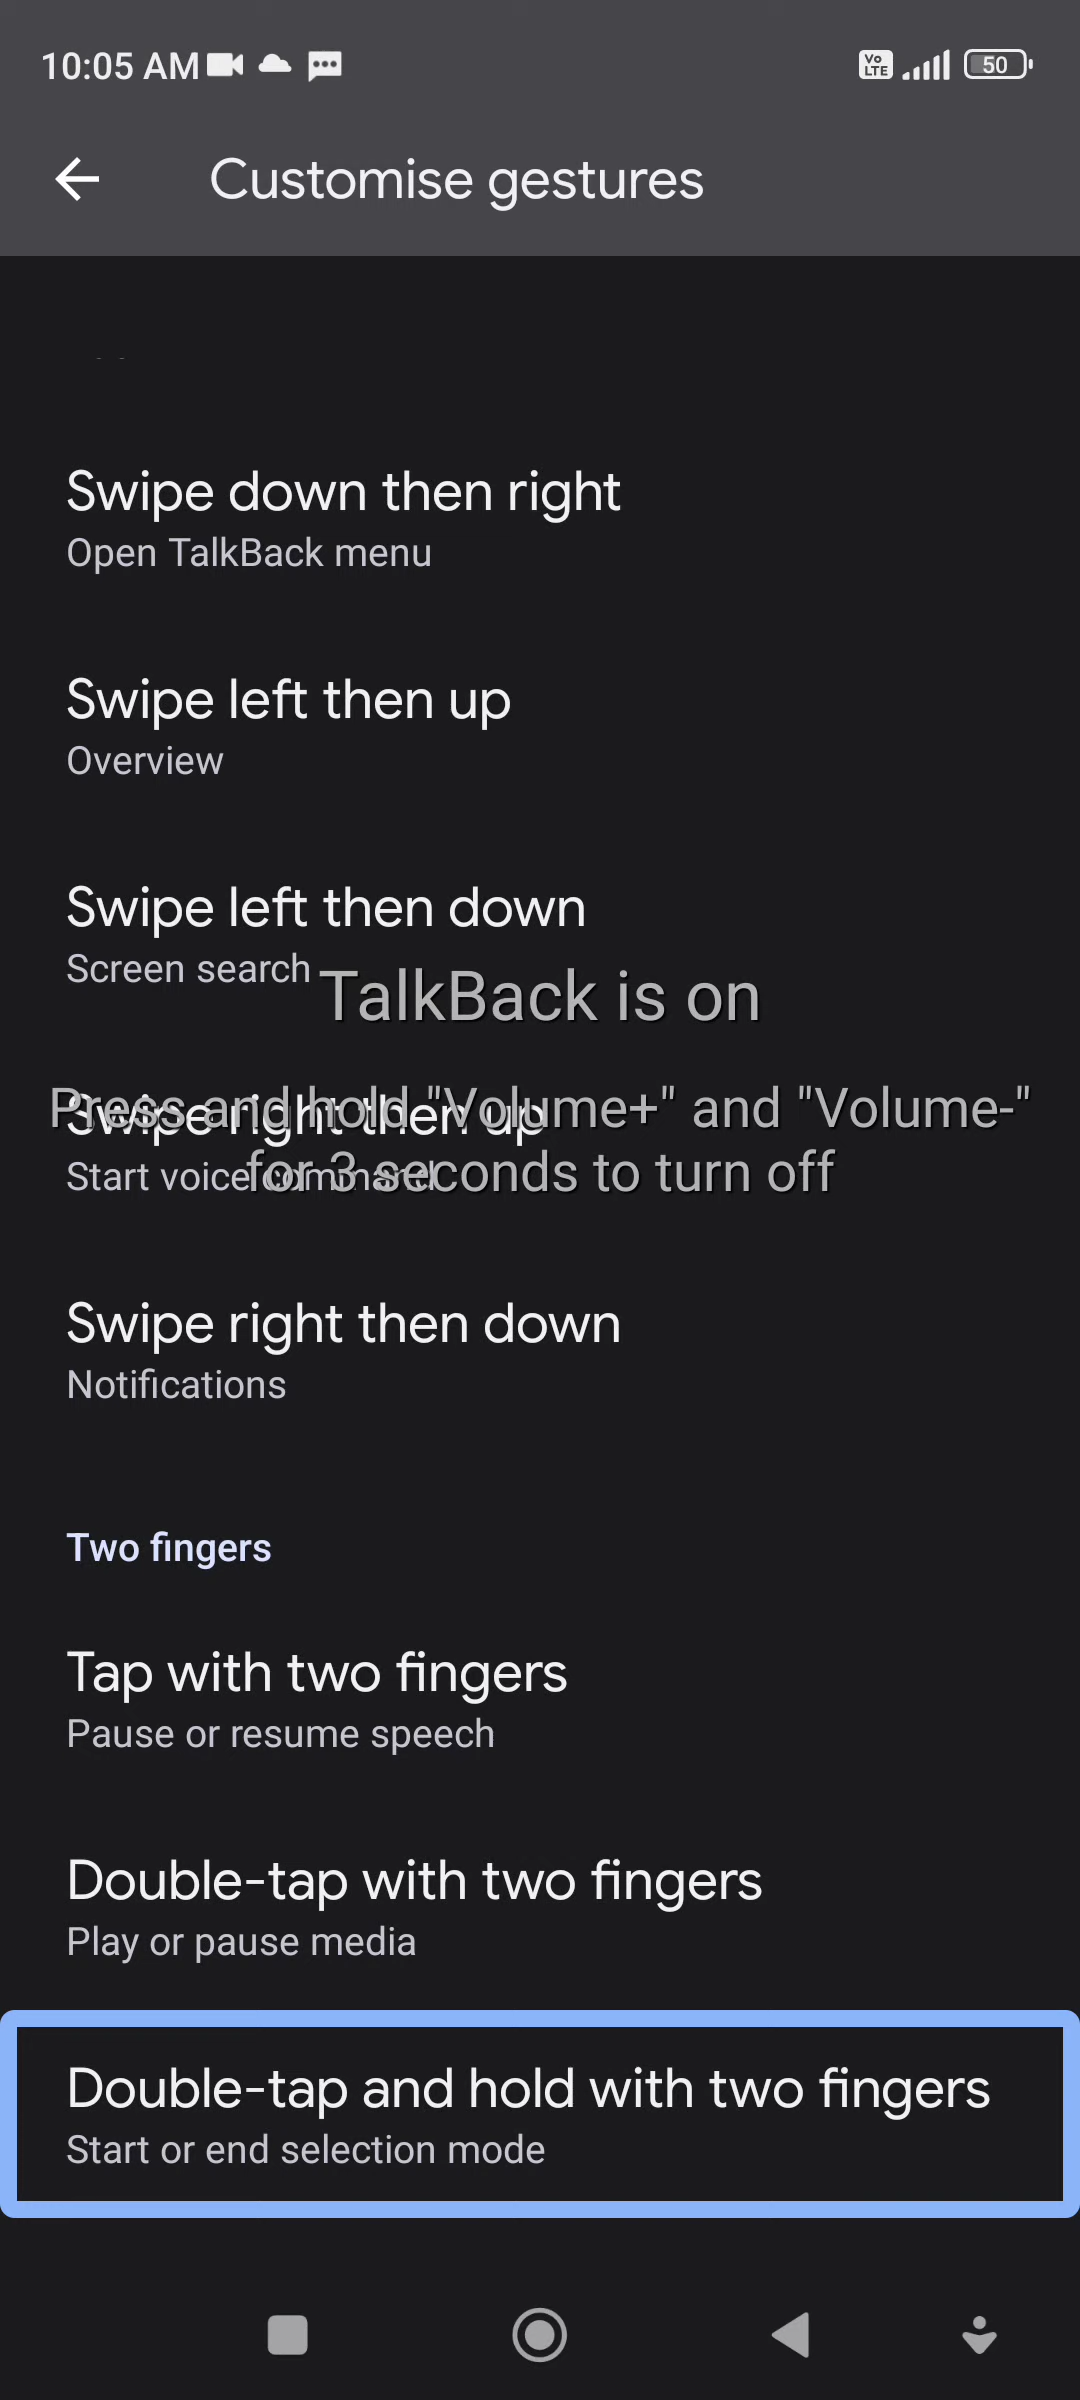 10:05 AM
Vo LTE
50
Customise gestures
Swipe down then right
Open TalkBack menu
Swipe left then up
Overview
Swipe left then down
Screen search
TalkBack is on
Press and hold "Volume+" and "Volume-"
for 3 seconds to turn off
Swipe right then up
Start voice command
Swipe right then down
Notifications
Two fingers
Tap with two fingers
Pause or resume speech
Double-tap with two fingers
Play or pause media
Double-tap and hold with two fingers
Start or end selection mode